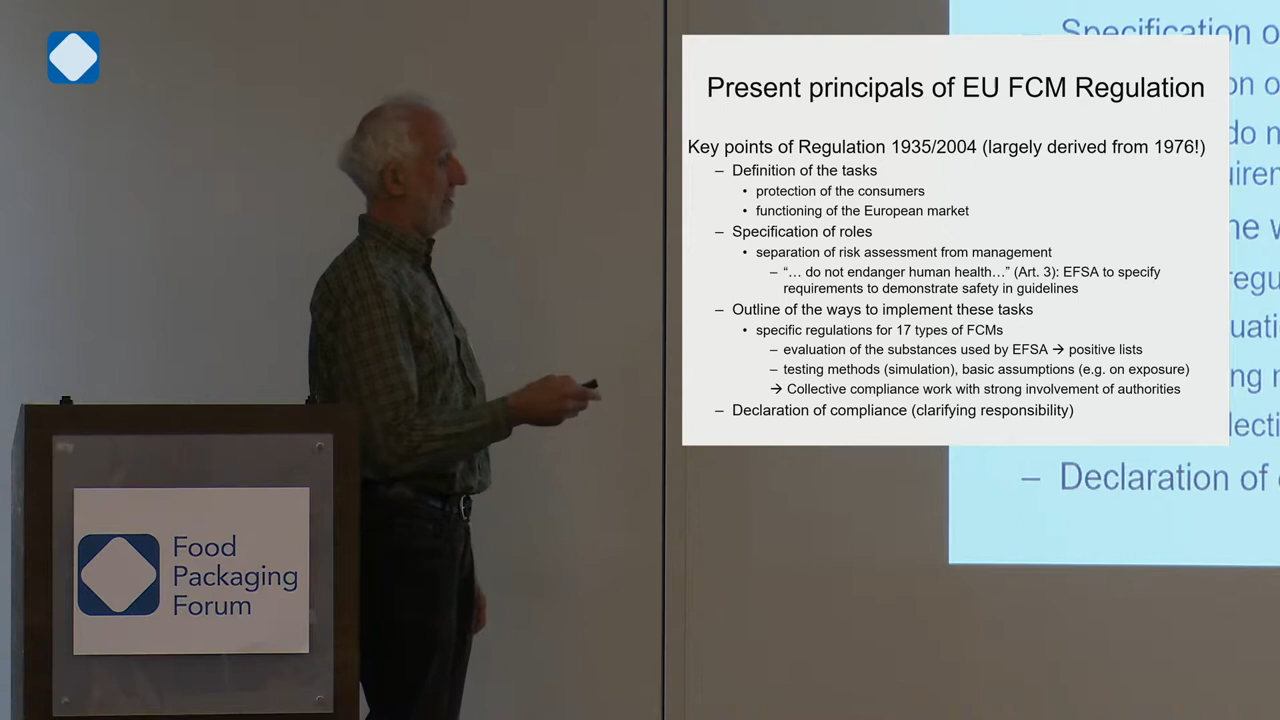 Present principals of EU FCM Regulation
Key points of Regulation 1935/2004 (largely derived from 1976!)
– Definition of the tasks
• protection of the consumers
• functioning of the European market
– Specification of roles
• separation of risk assessment from management
– “… do not endanger human health…” (Art. 3): EFSA to specify
requirements to demonstrate safety in guidelines
– Outline of the ways to implement these tasks
• specific regulations for 17 types of FCMs
– evaluation of the substances used by EFSA → positive lists
– testing methods (simulation), basic assumptions (e.g. on exposure)
→ Collective compliance work with strong involvement of authorities
– Declaration of compliance (clarifying responsibility)
– Specification
– Declaration of
Food
Packaging
Forum